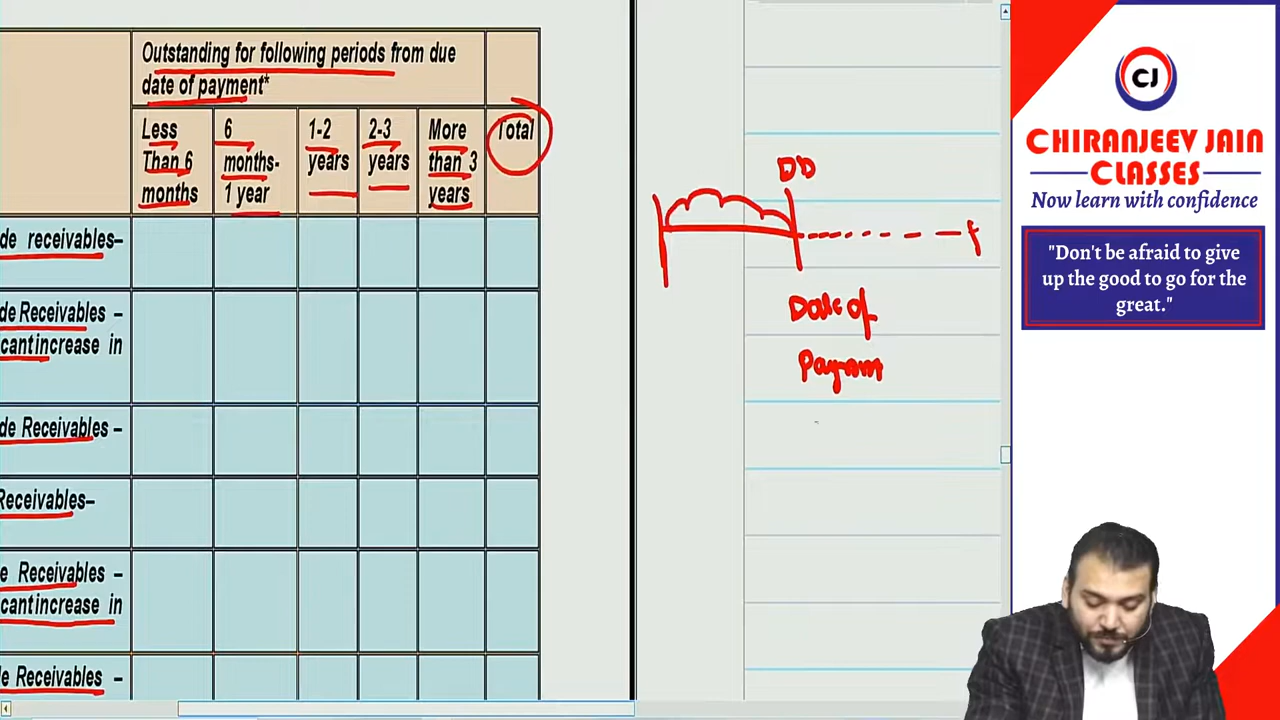 Outstanding for following periods from due
date of payment*
Less
Than 6
months
6
months-
1 year
1-2
years
2-3
years
More
than 3
years
Total
de receivables–
de Receivables –
cantincrease in
de Receivables –
Receivables–
e Receivables –
cantincrease in
le Receivables –
DD
Date of
CJ
CHIRANJEEV JAIN
CLASSES
Now learn with confidence
"Don't be afraid to give
up the good to go for the
great."